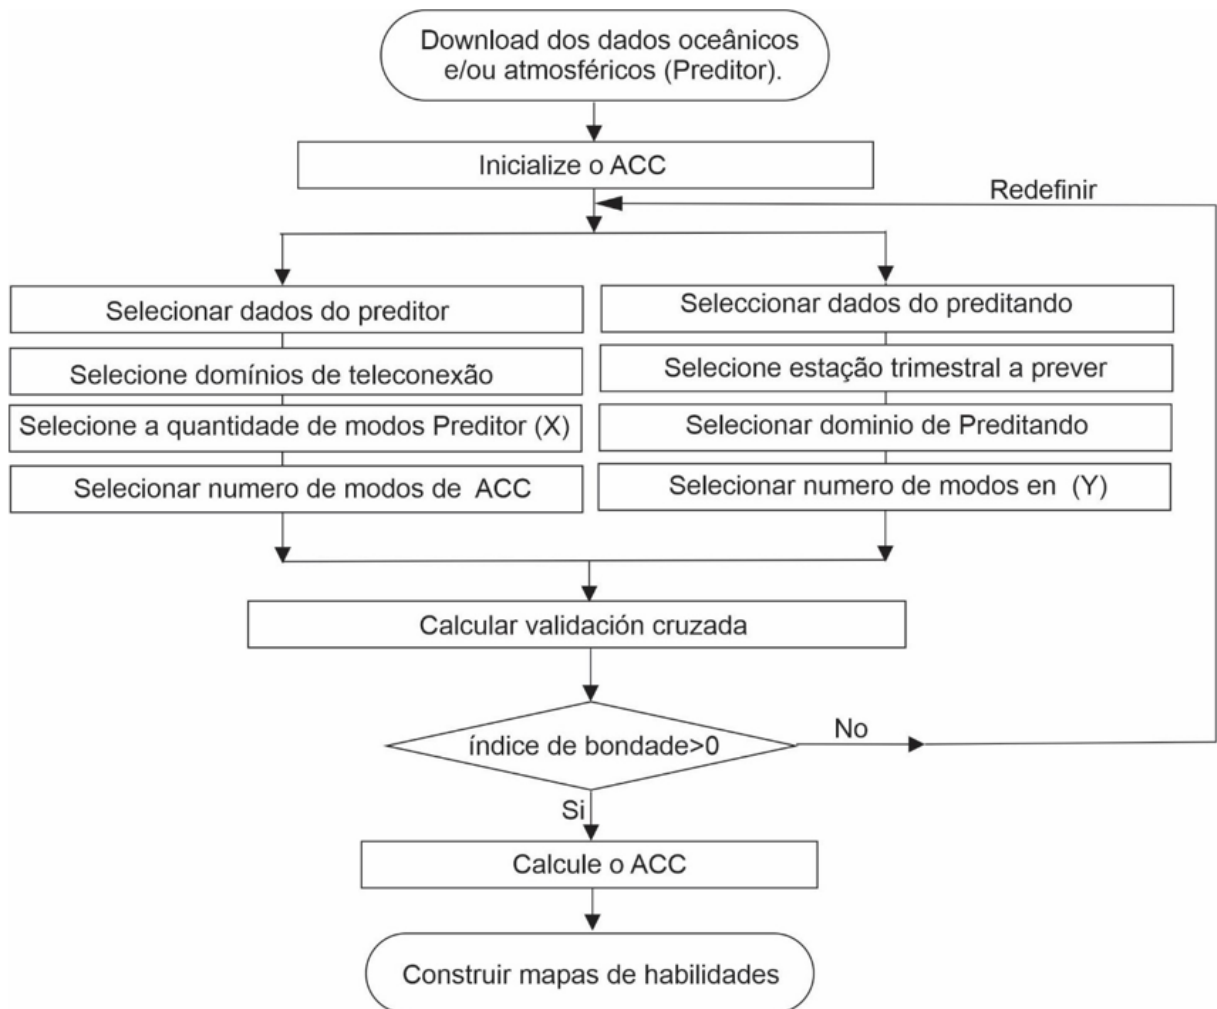 Download dos dados oceânicos
e/ou atmosféricos (Preditor).
Inicialize o ACC
Redefinir
Selecionar dados do preditor
Selecione domínios de teleconexão
Selecione a quantidade de modos Preditor (X)
Selecionar numero de modos de ACC
Seleccionar dados do preditando
Selecione estação trimestral a prever
Selecionar dominio de Preditando
Selecionar numero de modos en (Y)
Calcular validación cruzada
índice de bondade>0
No
Si
Calcule o ACC
Construir mapas de habilidades